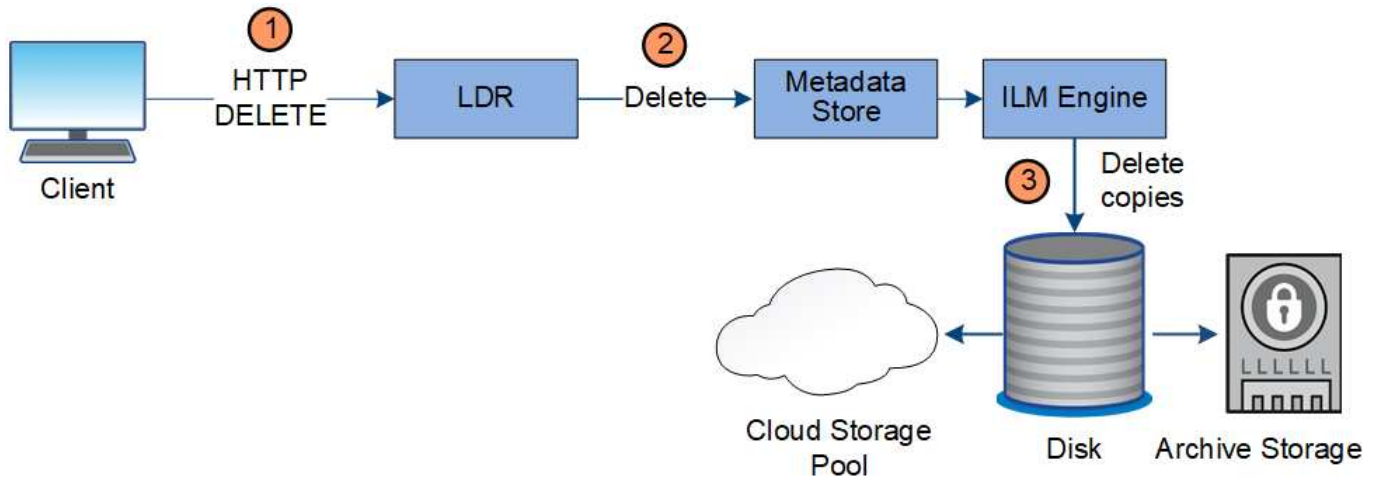 1
HTTP
DELETE
2
Delete
LDR
Metadata
Store
ILM Engine
Client
3
Delete
copies
LLLLLL
Cloud Storage
Pool
Disk
Archive Storage